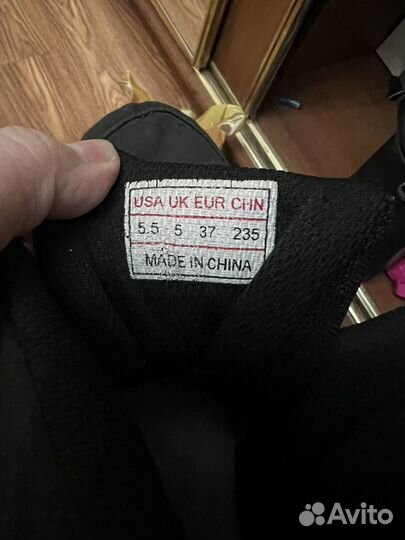 USA UK EUR CHN
5.5 5 37 235
MADE IN CHINA
Avito